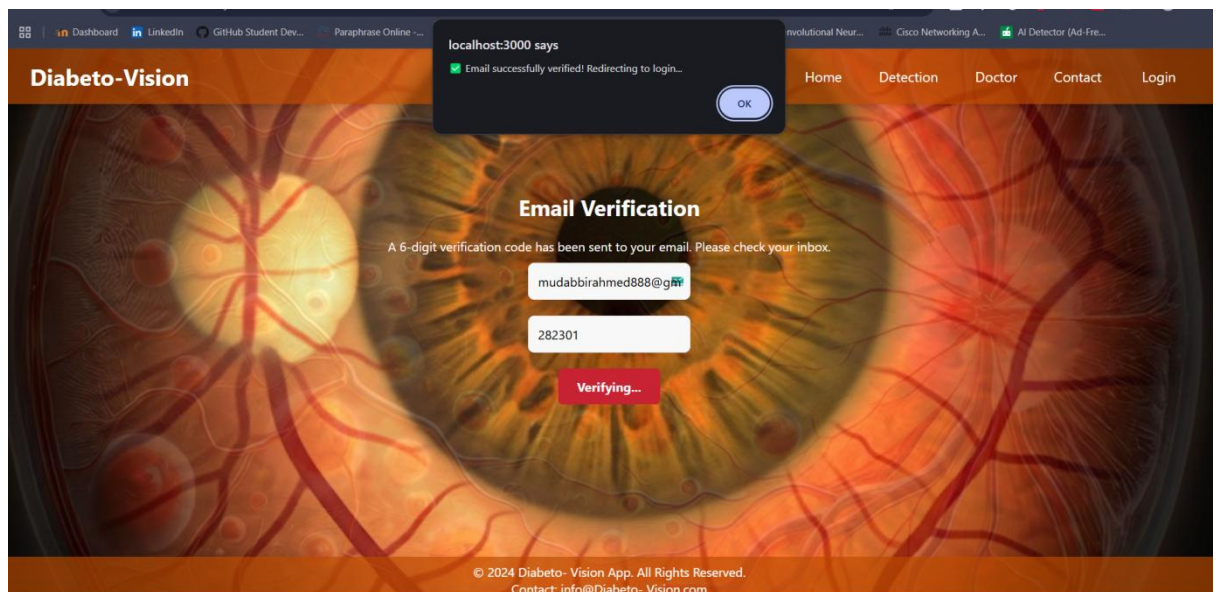 Dashboard LinkedIn GitHub Student Dev... Paraphrase Online -... nvolutional Neur... Cisco Networking A... AI Detector (Ad-Fre...
localhost:3000 says
✅ Email successfully verified! Redirecting to login...
OK
Diabeto-Vision Home Detection Doctor Contact Login
Email Verification
A 6-digit verification code has been sent to your email. Please check your inbox.
mudabbirahmed888@gm
282301
Verifying...
© 2024 Diabeto- Vision App. All Rights Reserved.
Contact: info@Diabeto- Vision.com